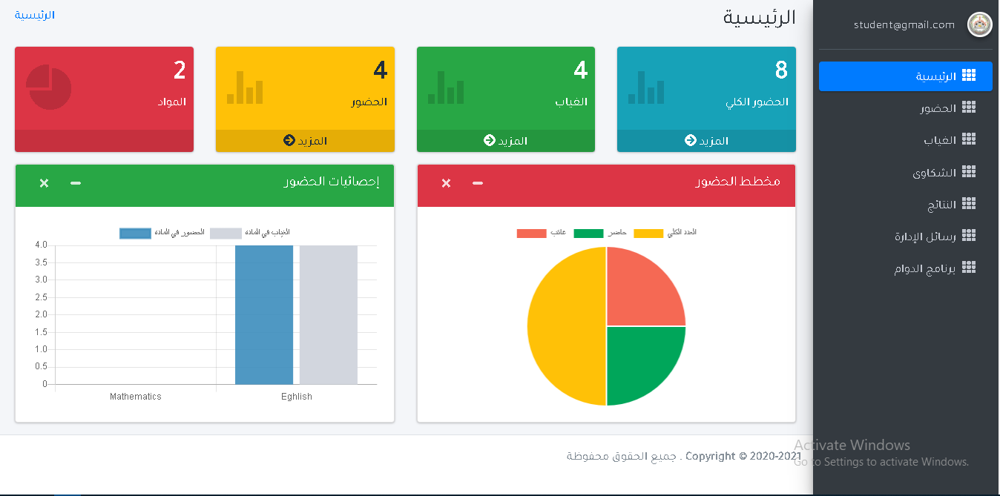 student@gmail.com
الرئيسية
الحضور
الغياب
الشكاوى
النتائج
رسائل الإدارة
برنامج الدوام
الرئيسية
الرئيسية
8
الحضور الكلي
المزيد
4
الغياب
المزيد
4
الحضور
المزيد
2
المواد
مخطط الحضور
العدد الكلي
حاضر
غائب
إحصائيات الحضور
الغياب في المادة
الحضور في المادة
4.0
3.5
3.0
2.5
2.0
1.5
1.0
0.5
0
Mathematics
Eghlish
Copyright © 2020-2021 . جميع الحقوق محفوظة
Activate Windows
Go to Settings to activate Windows.